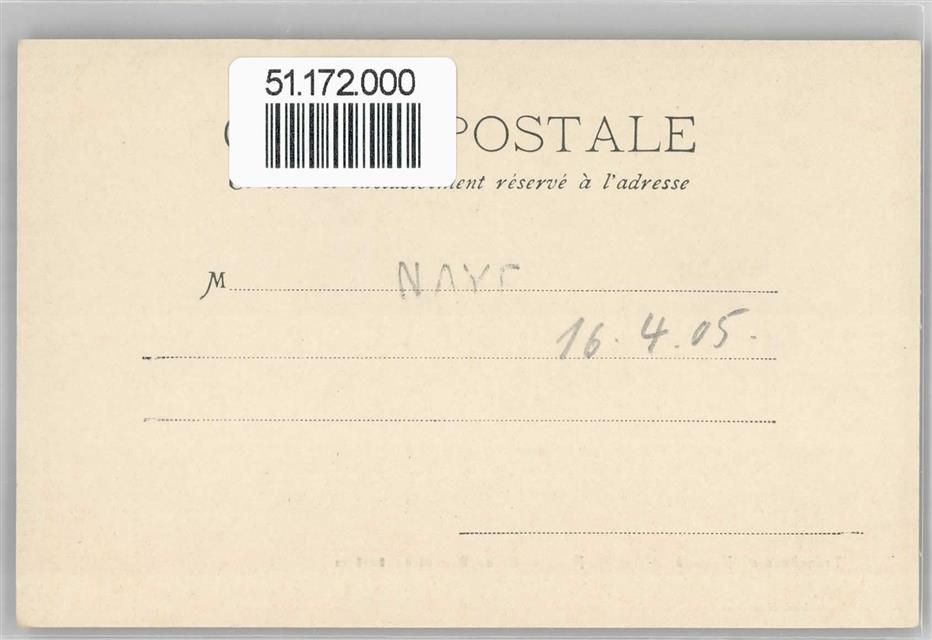 51.172.000
POSTALE
réservé à l'adresse
M
NAYE
16.4.05.